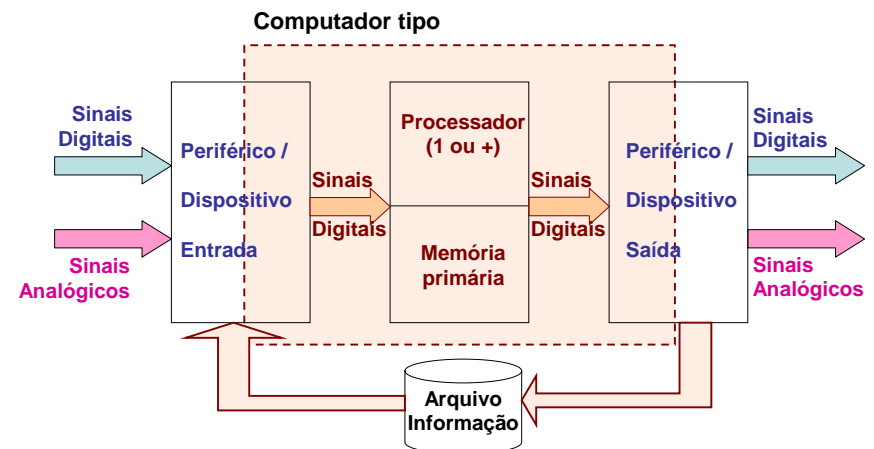 Computador tipo
Sinais
Digitais
Sinais
Analógicos
Periférico /
Dispositivo
Entrada
Sinais
Digitais
Processador
(1 ou +)
Memória
primária
Sinais
Digitais
Periférico /
Dispositivo
Saída
Sinais
Digitais
Sinais
Analógicos
Arquivo
Informação